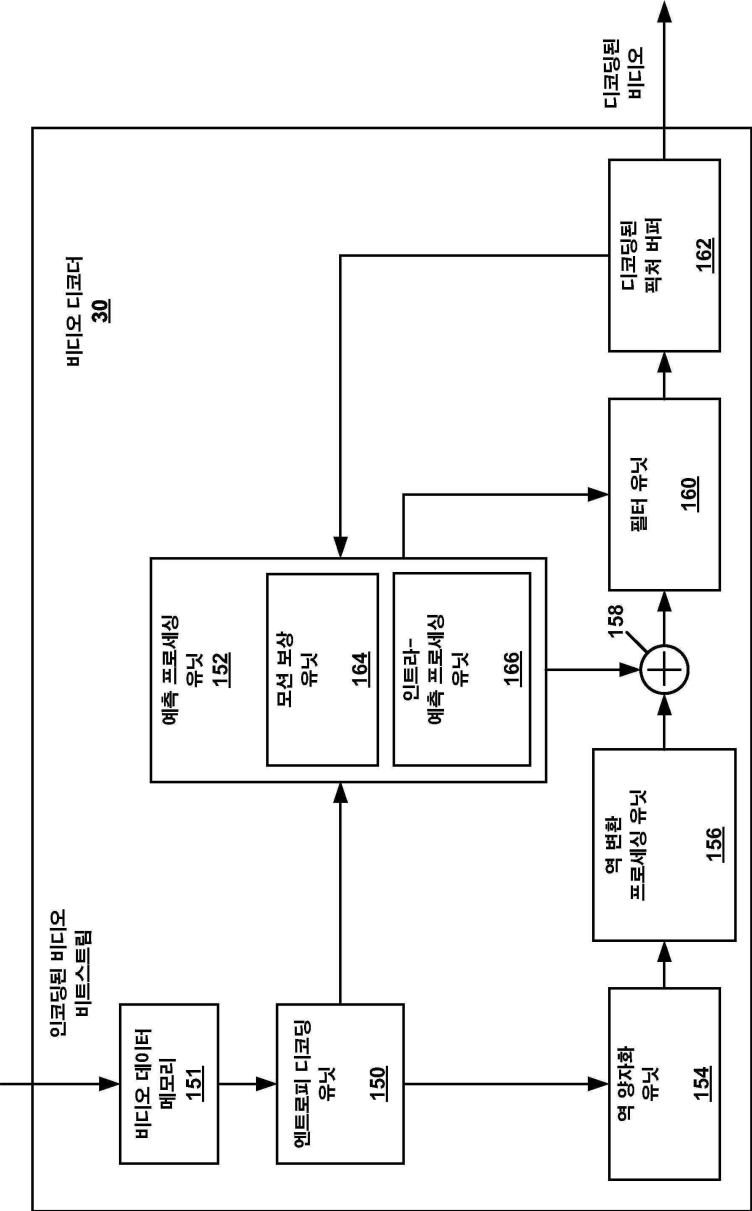 비디오 디코더
30
인코딩된 비디오
비트스트림
비디오 데이터
메모리
151
엔트로피 디코딩
유닛
150
예측 프로세싱
유닛
152
모션 보상
유닛
164
인트라-
예측 프로세싱
유닛
166
역 양자화
유닛
154
역 변환
프로세싱 유닛
156
158
필터 유닛
160
디코딩된
픽처 버퍼
162
디코딩된
비디오